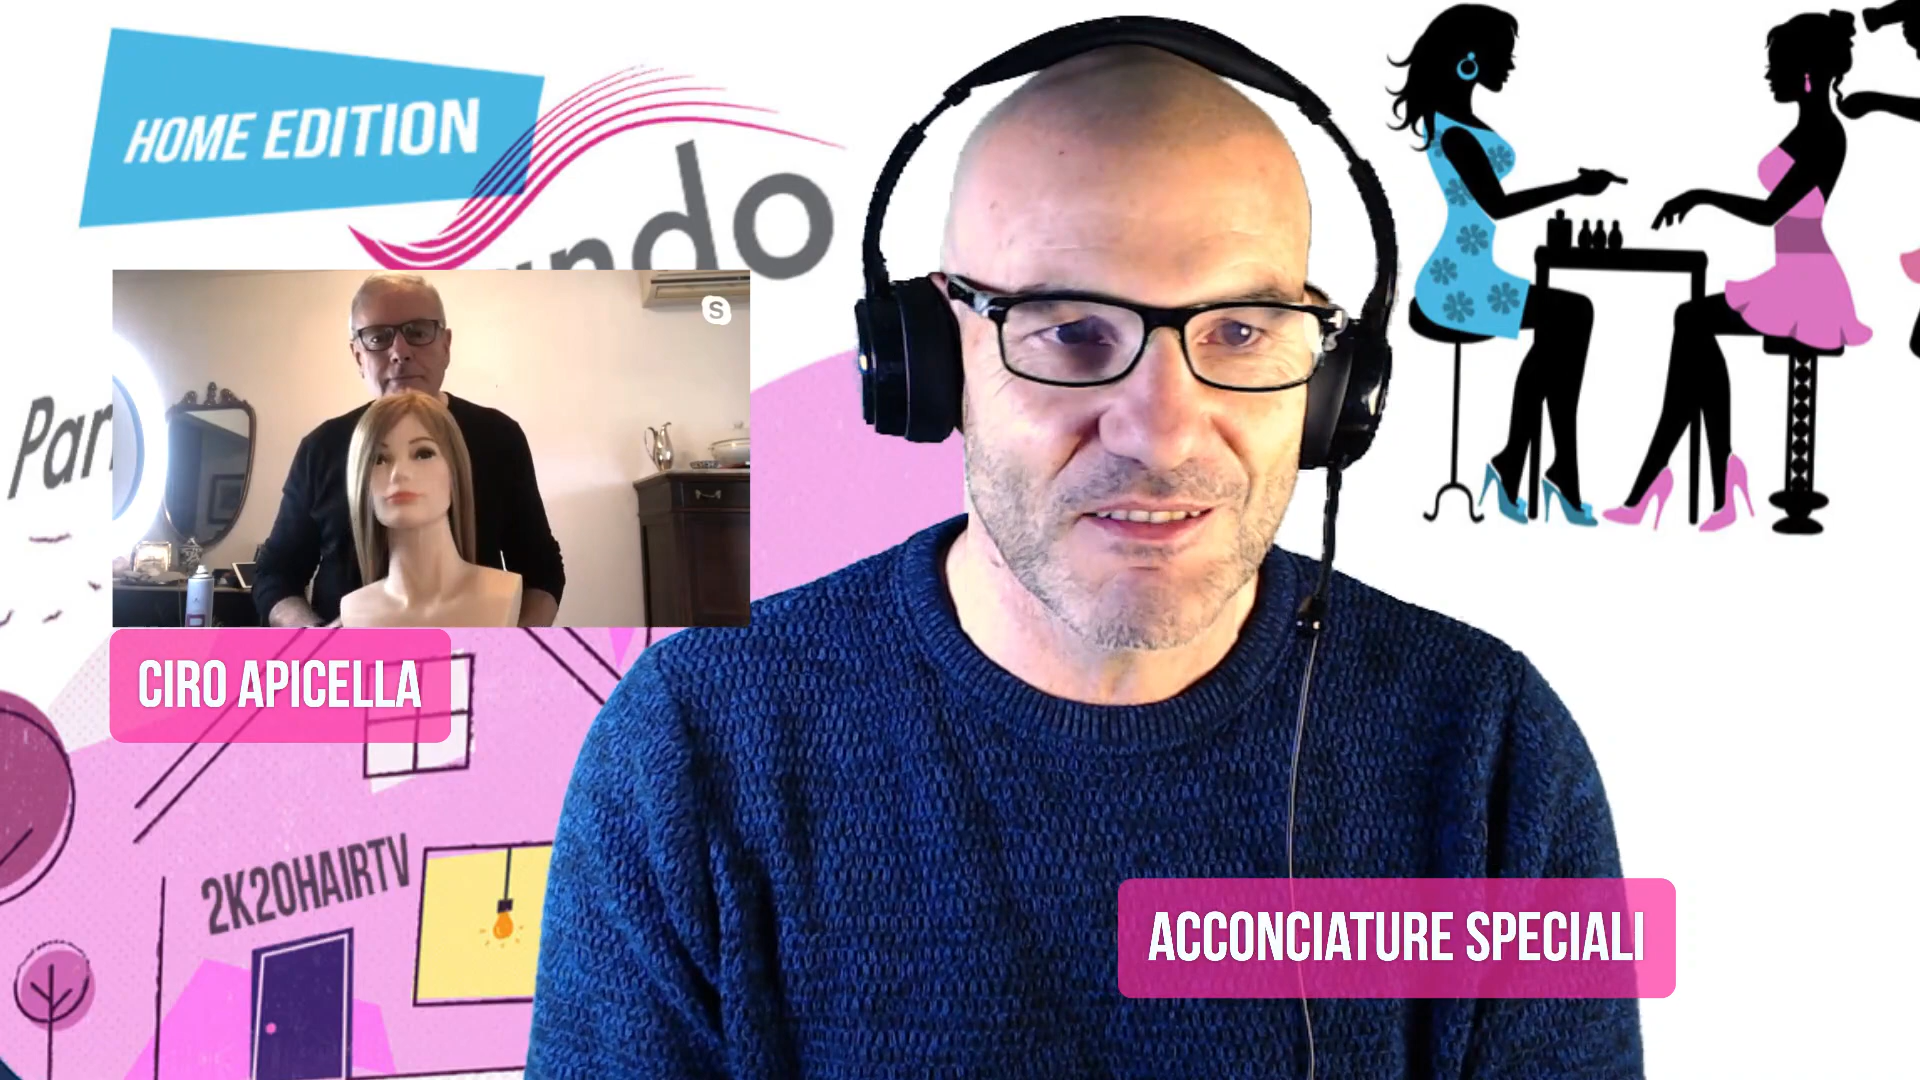 HOME EDITION
CIRO APICELLA
2K20HAIRTV
ACCONCIATURE SPECIALI